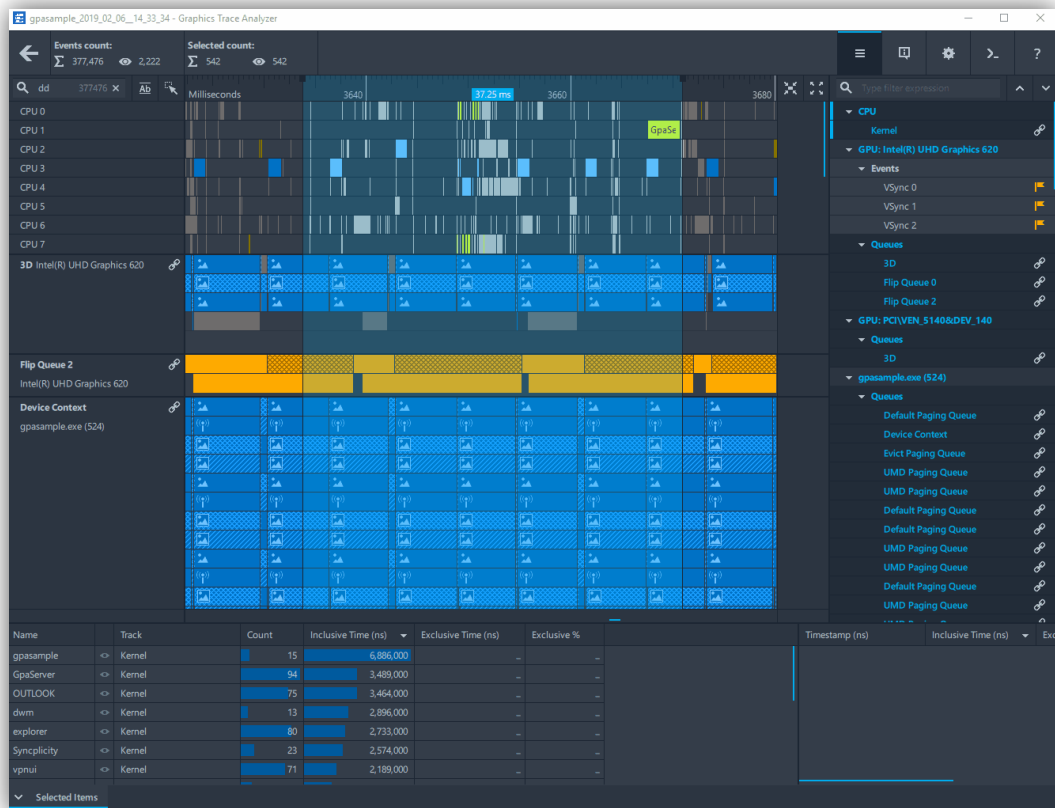 gpasample_2019_02_06__14_33_34 - Graphics Trace Analyzer
Events count:
Σ 377,476 2,222
Selected count:
Σ 542 542
?
dd 377476 × Ab
Milliseconds 3640 37.25 ms 3660 3680
Type filter expression
CPU 0
CPU 1
GpaSe
CPU 2
CPU 3
CPU 4
CPU 5
CPU 6
CPU 7
3D Intel(R) UHD Graphics 620
Flip Queue 2
Intel(R) UHD Graphics 620
Device Context
gpasample.exe (524)
CPU
Kernel
GPU: Intel(R) UHD Graphics 620
Events
VSync 0
VSync 1
VSync 2
Queues
3D
Flip Queue 0
Flip Queue 2
GPU: PCI\VEN_5140&DEV_140
Queues
3D
gpasample.exe (524)
Queues
Default Paging Queue
Device Context
Evict Paging Queue
UMD Paging Queue
UMD Paging Queue
Default Paging Queue
Default Paging Queue
UMD Paging Queue
UMD Paging Queue
Default Paging Queue
UMD Paging Queue
Name Track Count Inclusive Time (ns) Exclusive Time (ns) Exclusive % Timestamp (ns) Inclusive Time (ns) Exc
gpasample Kernel 15 6,886,000 _ _
GpaServer Kernel 94 3,489,000 _ _
OUTLOOK Kernel 75 3,464,000 _ _
dwm Kernel 13 2,896,000 _ _
explorer Kernel 80 2,733,000 _ _
Syncplicity Kernel 23 2,574,000 _ _
vpnui Kernel 71 2,189,000 _ _
Selected Items